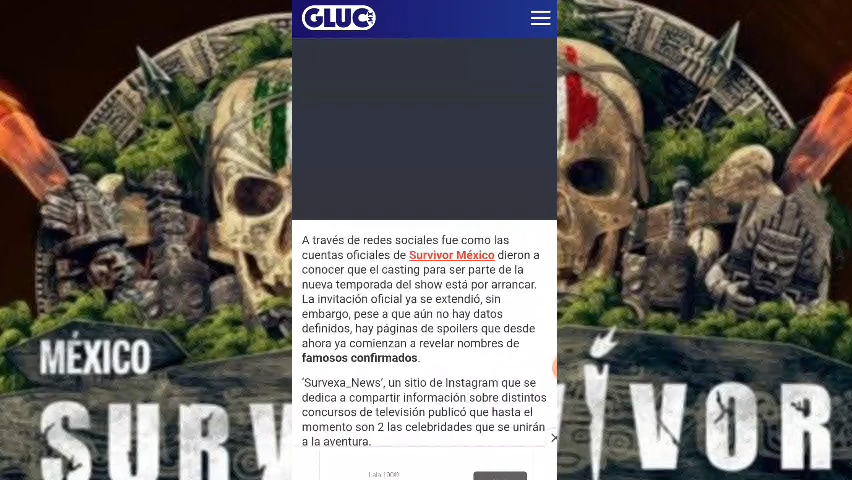 GLUC.MX
A través de redes sociales fue como las
cuentas oficiales de Survivor México dieron a
conocer que el casting para ser parte de la
nueva temporada del show está por arrancar.
La invitación oficial ya se extendió, sin
embargo, pese a que aún no hay datos
definidos, hay páginas de spoilers que desde
ahora ya comienzan a revelar nombres de
famosos confirmados.
‘Survexa_News’, un sitio de Instagram que se
dedica a compartir información sobre distintos
concursos de televisión publicó que hasta el
momento son 2 las celebridades que se unirán
a la aventura.
MÉXICO
SURV
IVOR